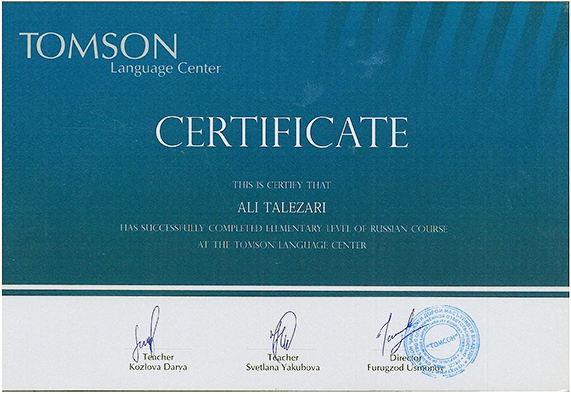 TOMSON
Language Center
CERTIFICATE
THIS IS CERTIFY THAT
ALI TALEZARI
HAS SUCCESSFULLY COMPLETED ELEMENTARY LEVEL OF RUSSIAN COURSE
AT THE TOMSON LANGUAGE CENTER
Teacher
Kozlova Darya
Teacher
Svetlana Yakubova
Director
Furugzod Usmonov
"ТОМСОН"